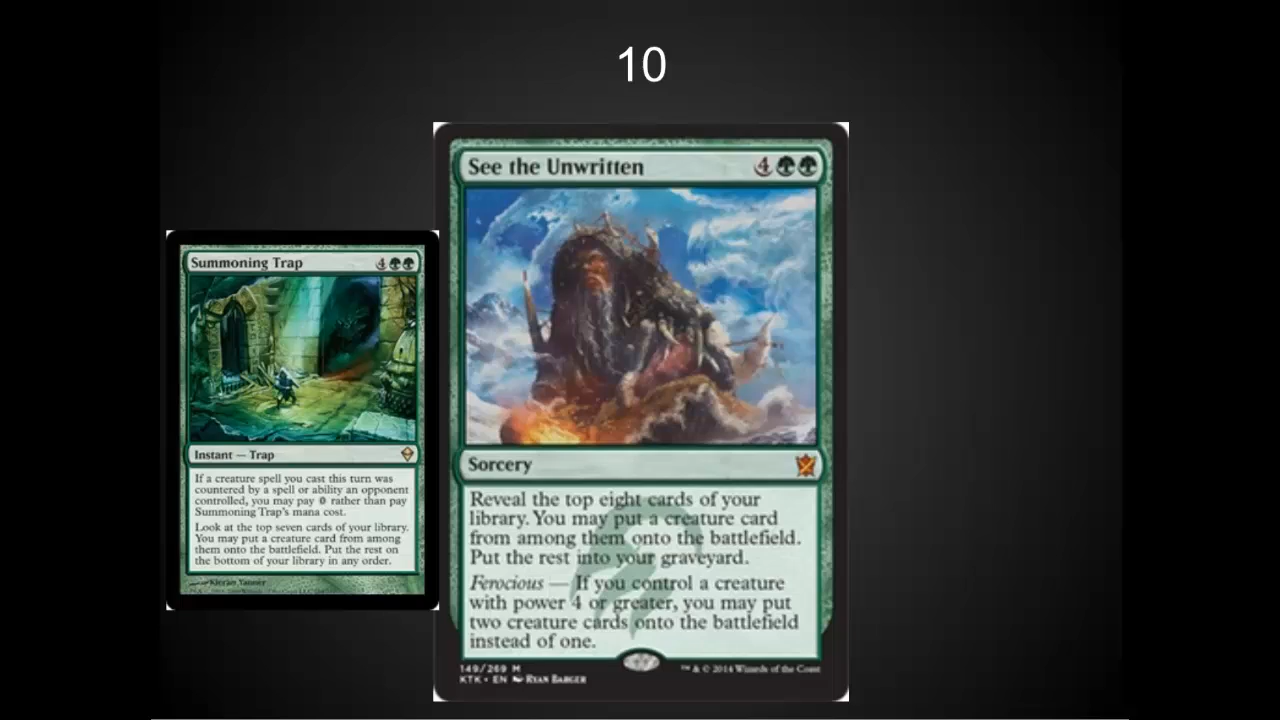 10
Summoning Trap 4
Instant — Trap
If a creature spell you cast this turn was
countered by a spell or ability an opponent
controlled, you may pay 0 rather than pay
Summoning Trap's mana cost.
Look at the top seven cards of your library.
You may put a creature card from among
them onto the battlefield. Put the rest on
the bottom of your library in any order.
Kieran Yanner
See the Unwritten 4
Sorcery
Reveal the top eight cards of your
library. You may put a creature card
from among them onto the battlefield.
Put the rest into your graveyard.
Ferocious — If you control a creature
with power 4 or greater, you may put
two creature cards onto the battlefield
instead of one.
149/269 M
KTK • EN Ryan Barger
™ & © 2014 Wizards of the Coast